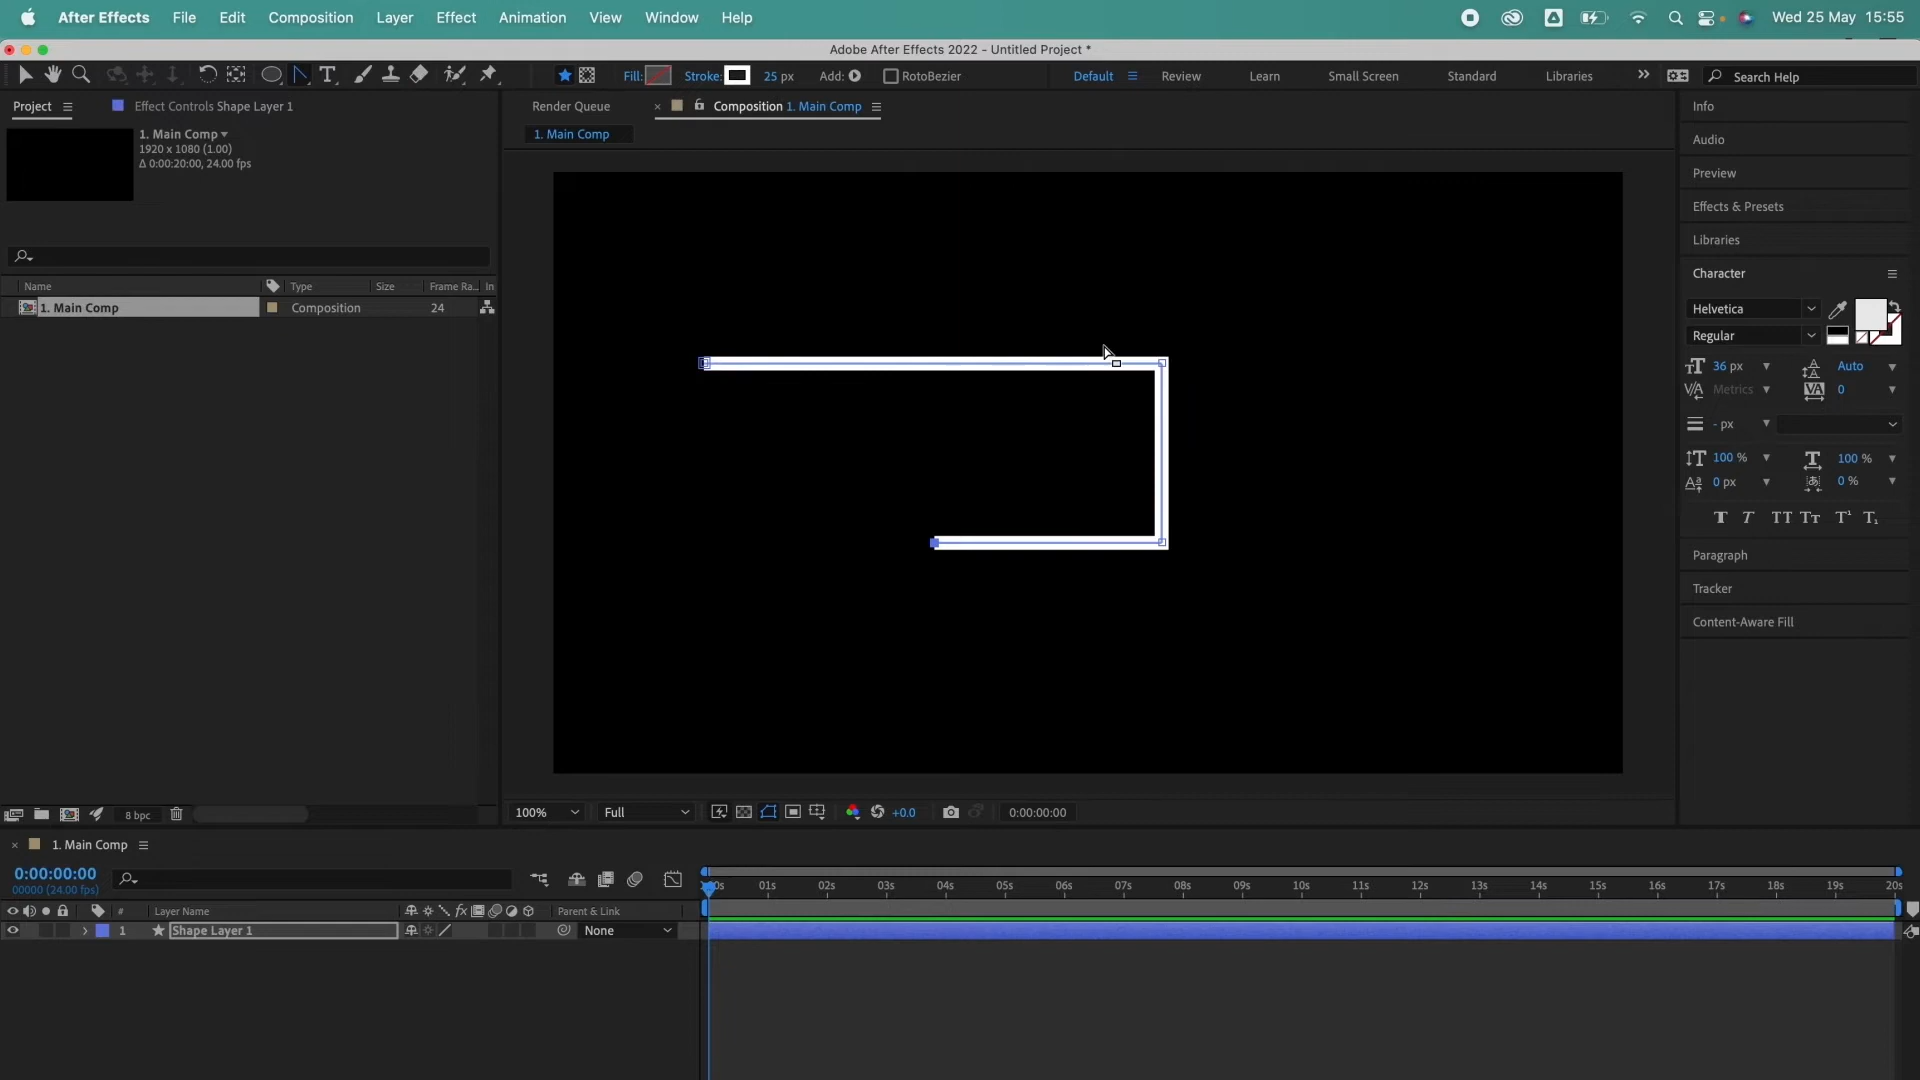 After Effects File Edit Composition Layer Effect Animation View Window Help Wed 25 May 15:55
Adobe After Effects 2022 - Untitled Project *
Fill: Stroke: 25 px Add: RotoBezier Default Review Learn Small Screen Standard Libraries Search Help
Project Effect Controls Shape Layer 1
Render Queue Composition 1. Main Comp
1. Main Comp
1. Main Comp
1920 x 1080 (1.00)
Δ 0:00:20:00, 24.00 fps
Name Type Size Frame Ra... In
1. Main Comp Composition 24
Info
Audio
Preview
Effects & Presets
Libraries
Character
Helvetica
Regular
36 px Auto
Metrics 0
- px
100 % 100 %
0 px 0 %
Paragraph
Tracker
Content-Aware Fill
8 bpc
100% Full +0.0 0:00:00:00
1. Main Comp
0:00:00:00
00000 (24.00 fps)
01s 02s 03s 04s 05s 06s 07s 08s 09s 10s 11s 12s 13s 14s 15s 16s 17s 18s 19s 20s
# Layer Name Parent & Link
1 Shape Layer 1 None